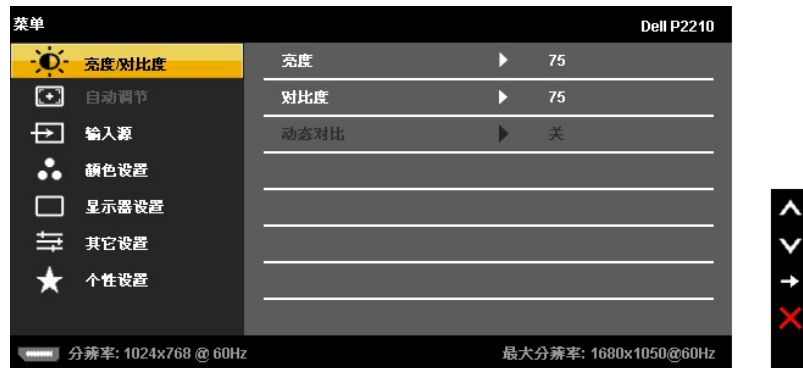 菜单
Dell P2210
亮度/对比度
亮度 75
自动调节
对比度 75
输入源
动态对比 关
颜色设置
显示器设置
其它设置
个性设置
分辨率: 1024x768 @ 60Hz
最大分辨率: 1680x1050@60Hz